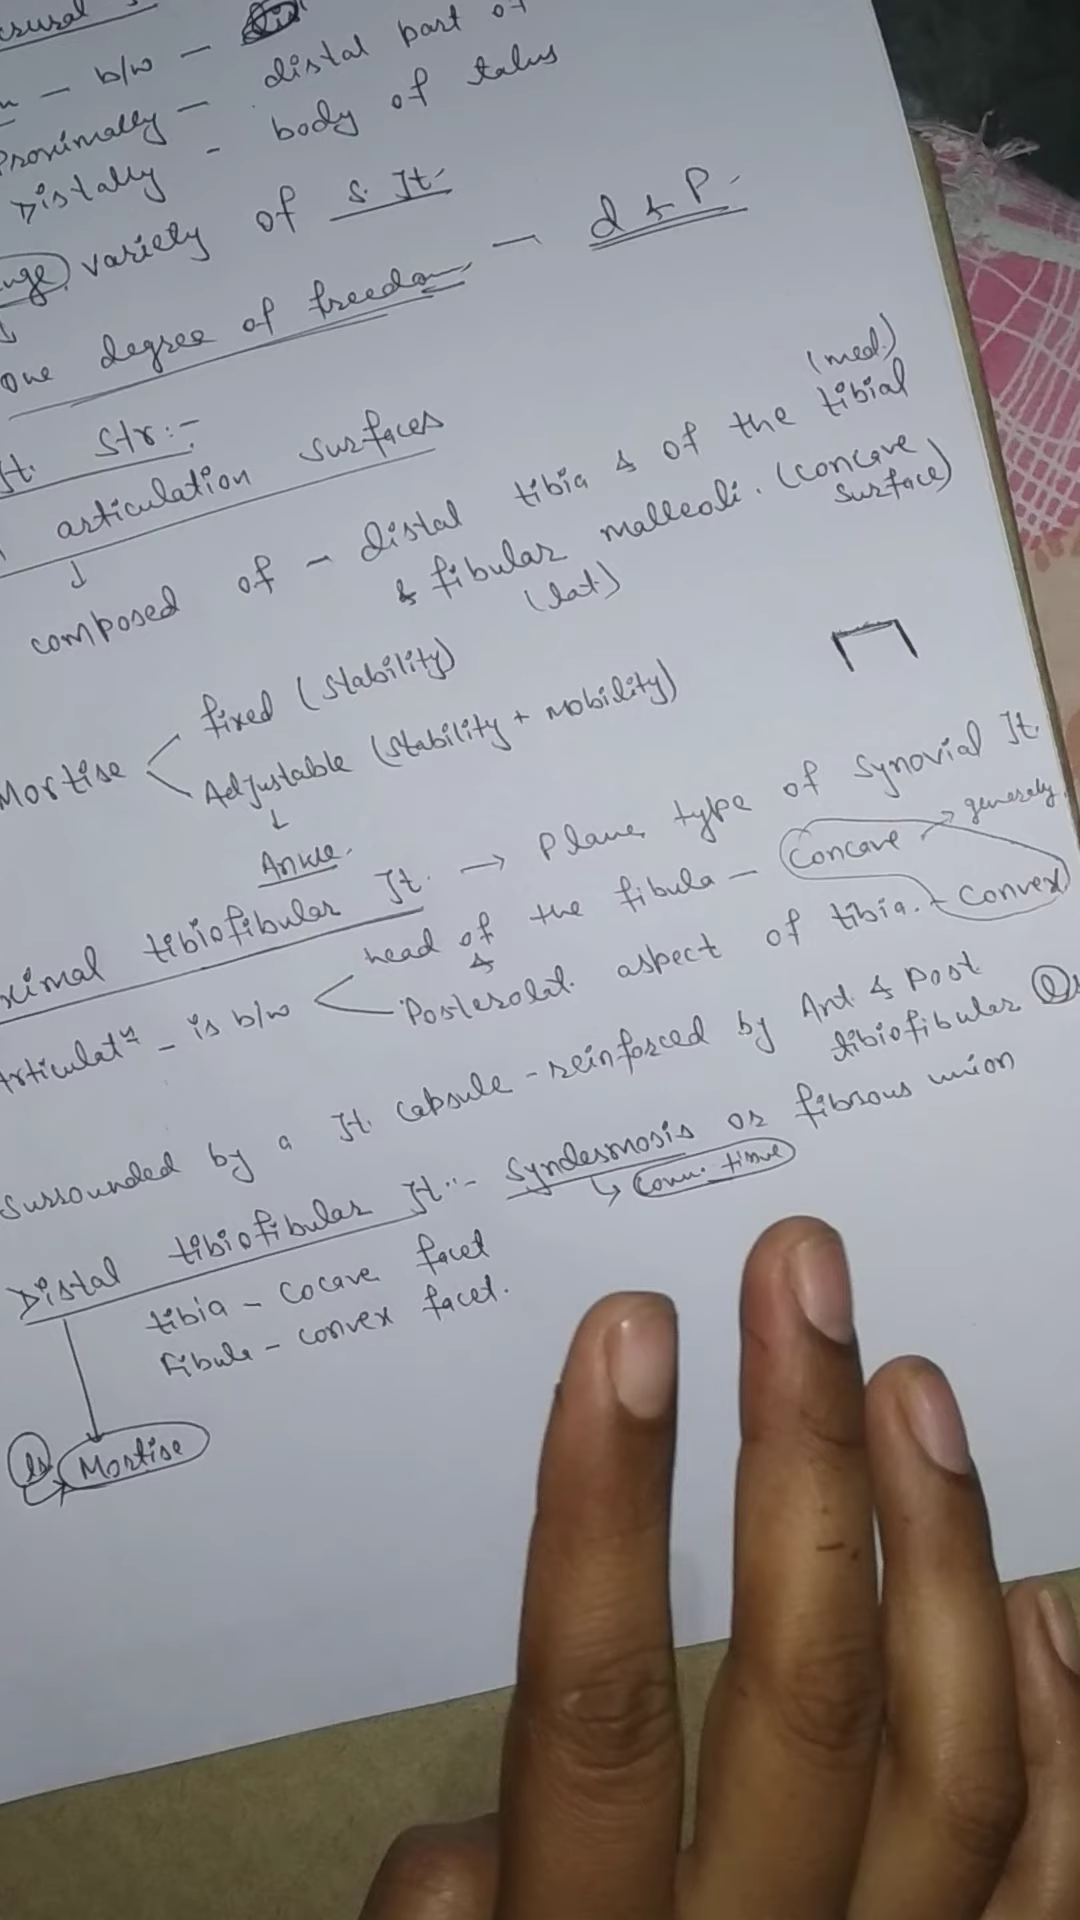 b/w -
Proximally - distal part of
Distally - body of talus
variety of S. Jt.
One degree of freedom - d & P.
Jt. Str :-
articulation surfaces
↓
composed of - distal tibia & of the tibial (med.)
& fibular malleoli. (concave surface)
(lat)
Mortise < fixed (Stability)
Adjustable (Stability + Mobility)
↓
Ankle.
tibiofibular Jt. → Plane type of Synovial Jt.
is b/w < head of the fibula - Concave → generely
&
Posterolat. aspect of tibia. - Convex
Surrounded by a Jt. Capsule - reinforced by Ant. & Post
tibiofibular
Distal tibiofibular Jt :- Syndesmosis or fibrous union
↳ Conn. tissue
tibia - Cocave facet
Fibula - convex facet.
Mortise